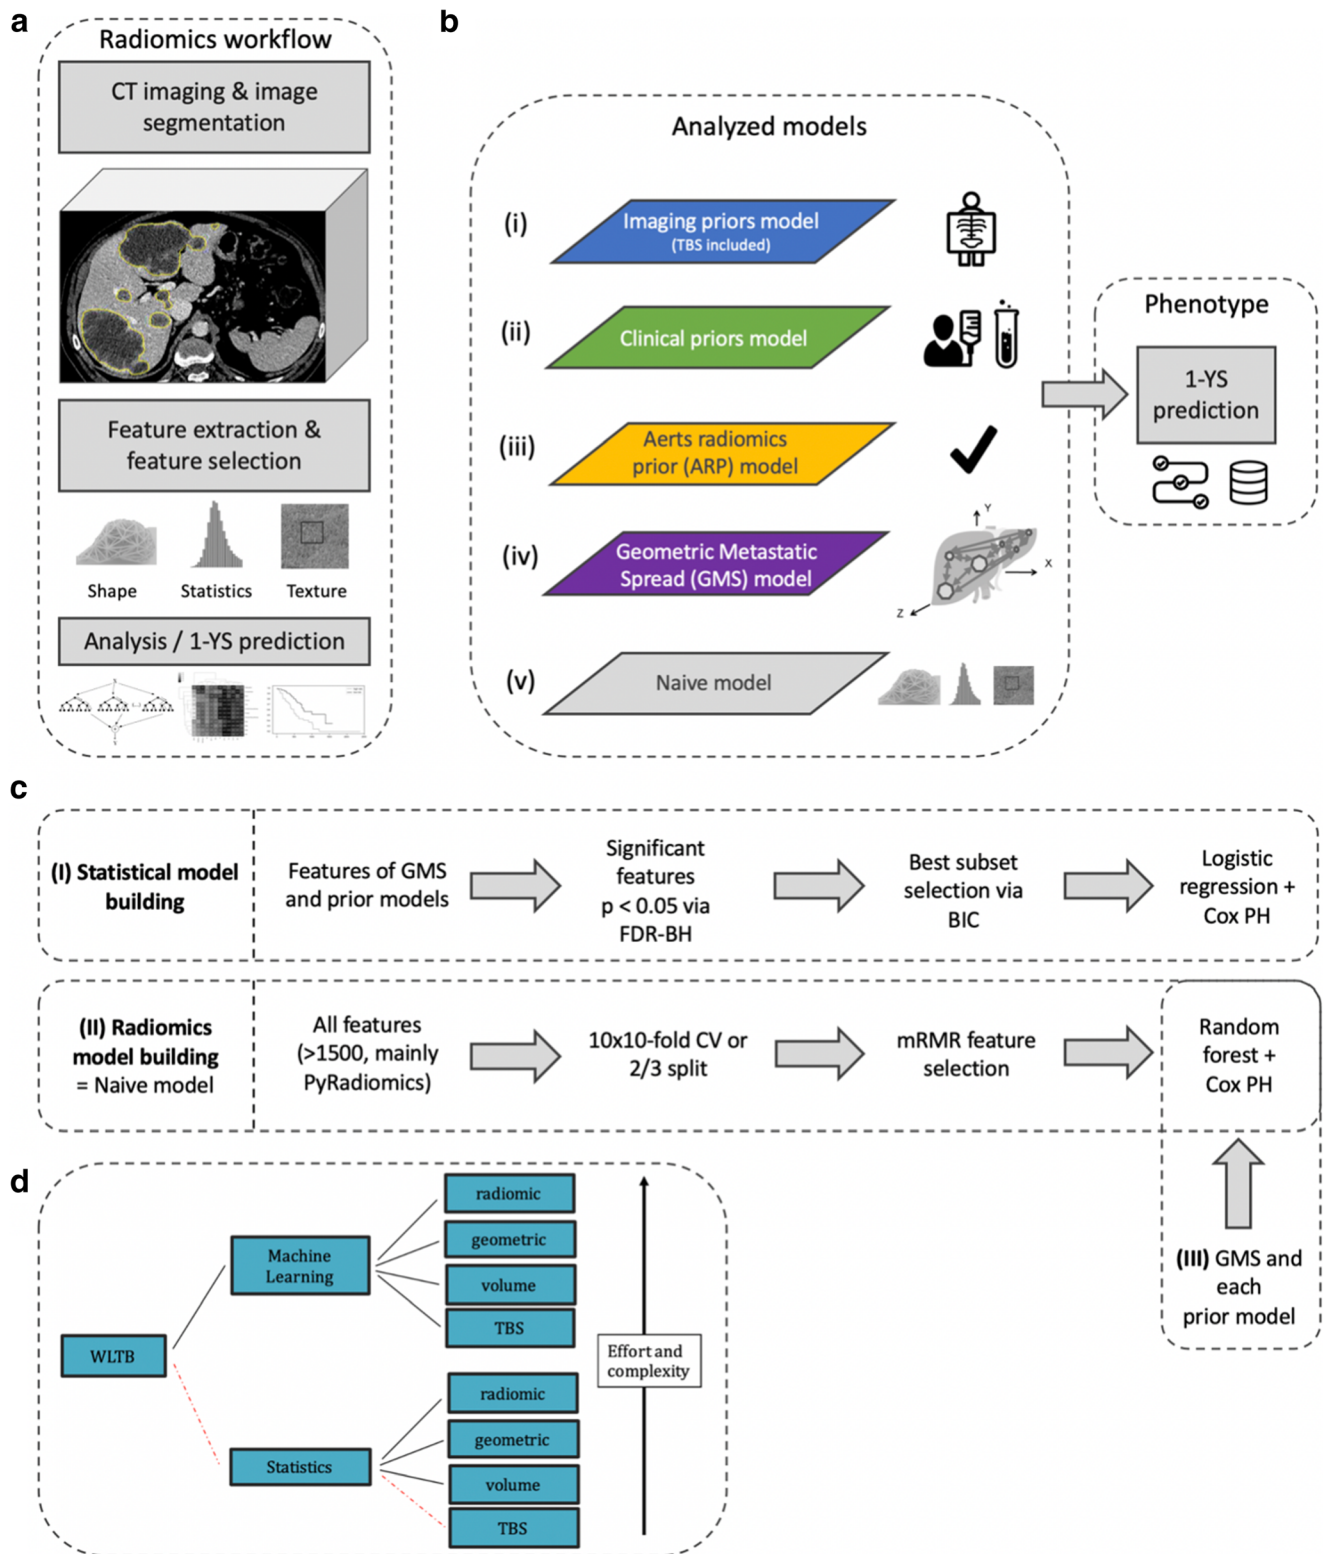 a
Radiomics workflow
CT imaging & image
segmentation
Feature extraction &
feature selection
Shape
Statistics
Texture
Analysis / 1-YS prediction
b
Analyzed models
(i)
Imaging priors model
(TBS included)
(ii)
Clinical priors model
(iii)
Aerts radiomics
prior (ARP) model
(iv)
Geometric Metastatic
Spread (GMS) model
Y
X
Z
(v)
Naive model
Phenotype
1-YS
prediction
c
(I) Statistical model
building
Features of GMS
and prior models
Significant
features
p < 0.05 via
FDR-BH
Best subset
selection via
BIC
Logistic
regression +
Cox PH
(II) Radiomics
model building
= Naive model
All features
(>1500, mainly
PyRadiomics)
10x10-fold CV or
2/3 split
mRMR feature
selection
Random
forest +
Cox PH
(III) GMS and
each
prior model
d
WLTB
Machine
Learning
radiomic
geometric
volume
TBS
Statistics
radiomic
geometric
volume
TBS
Effort and
complexity